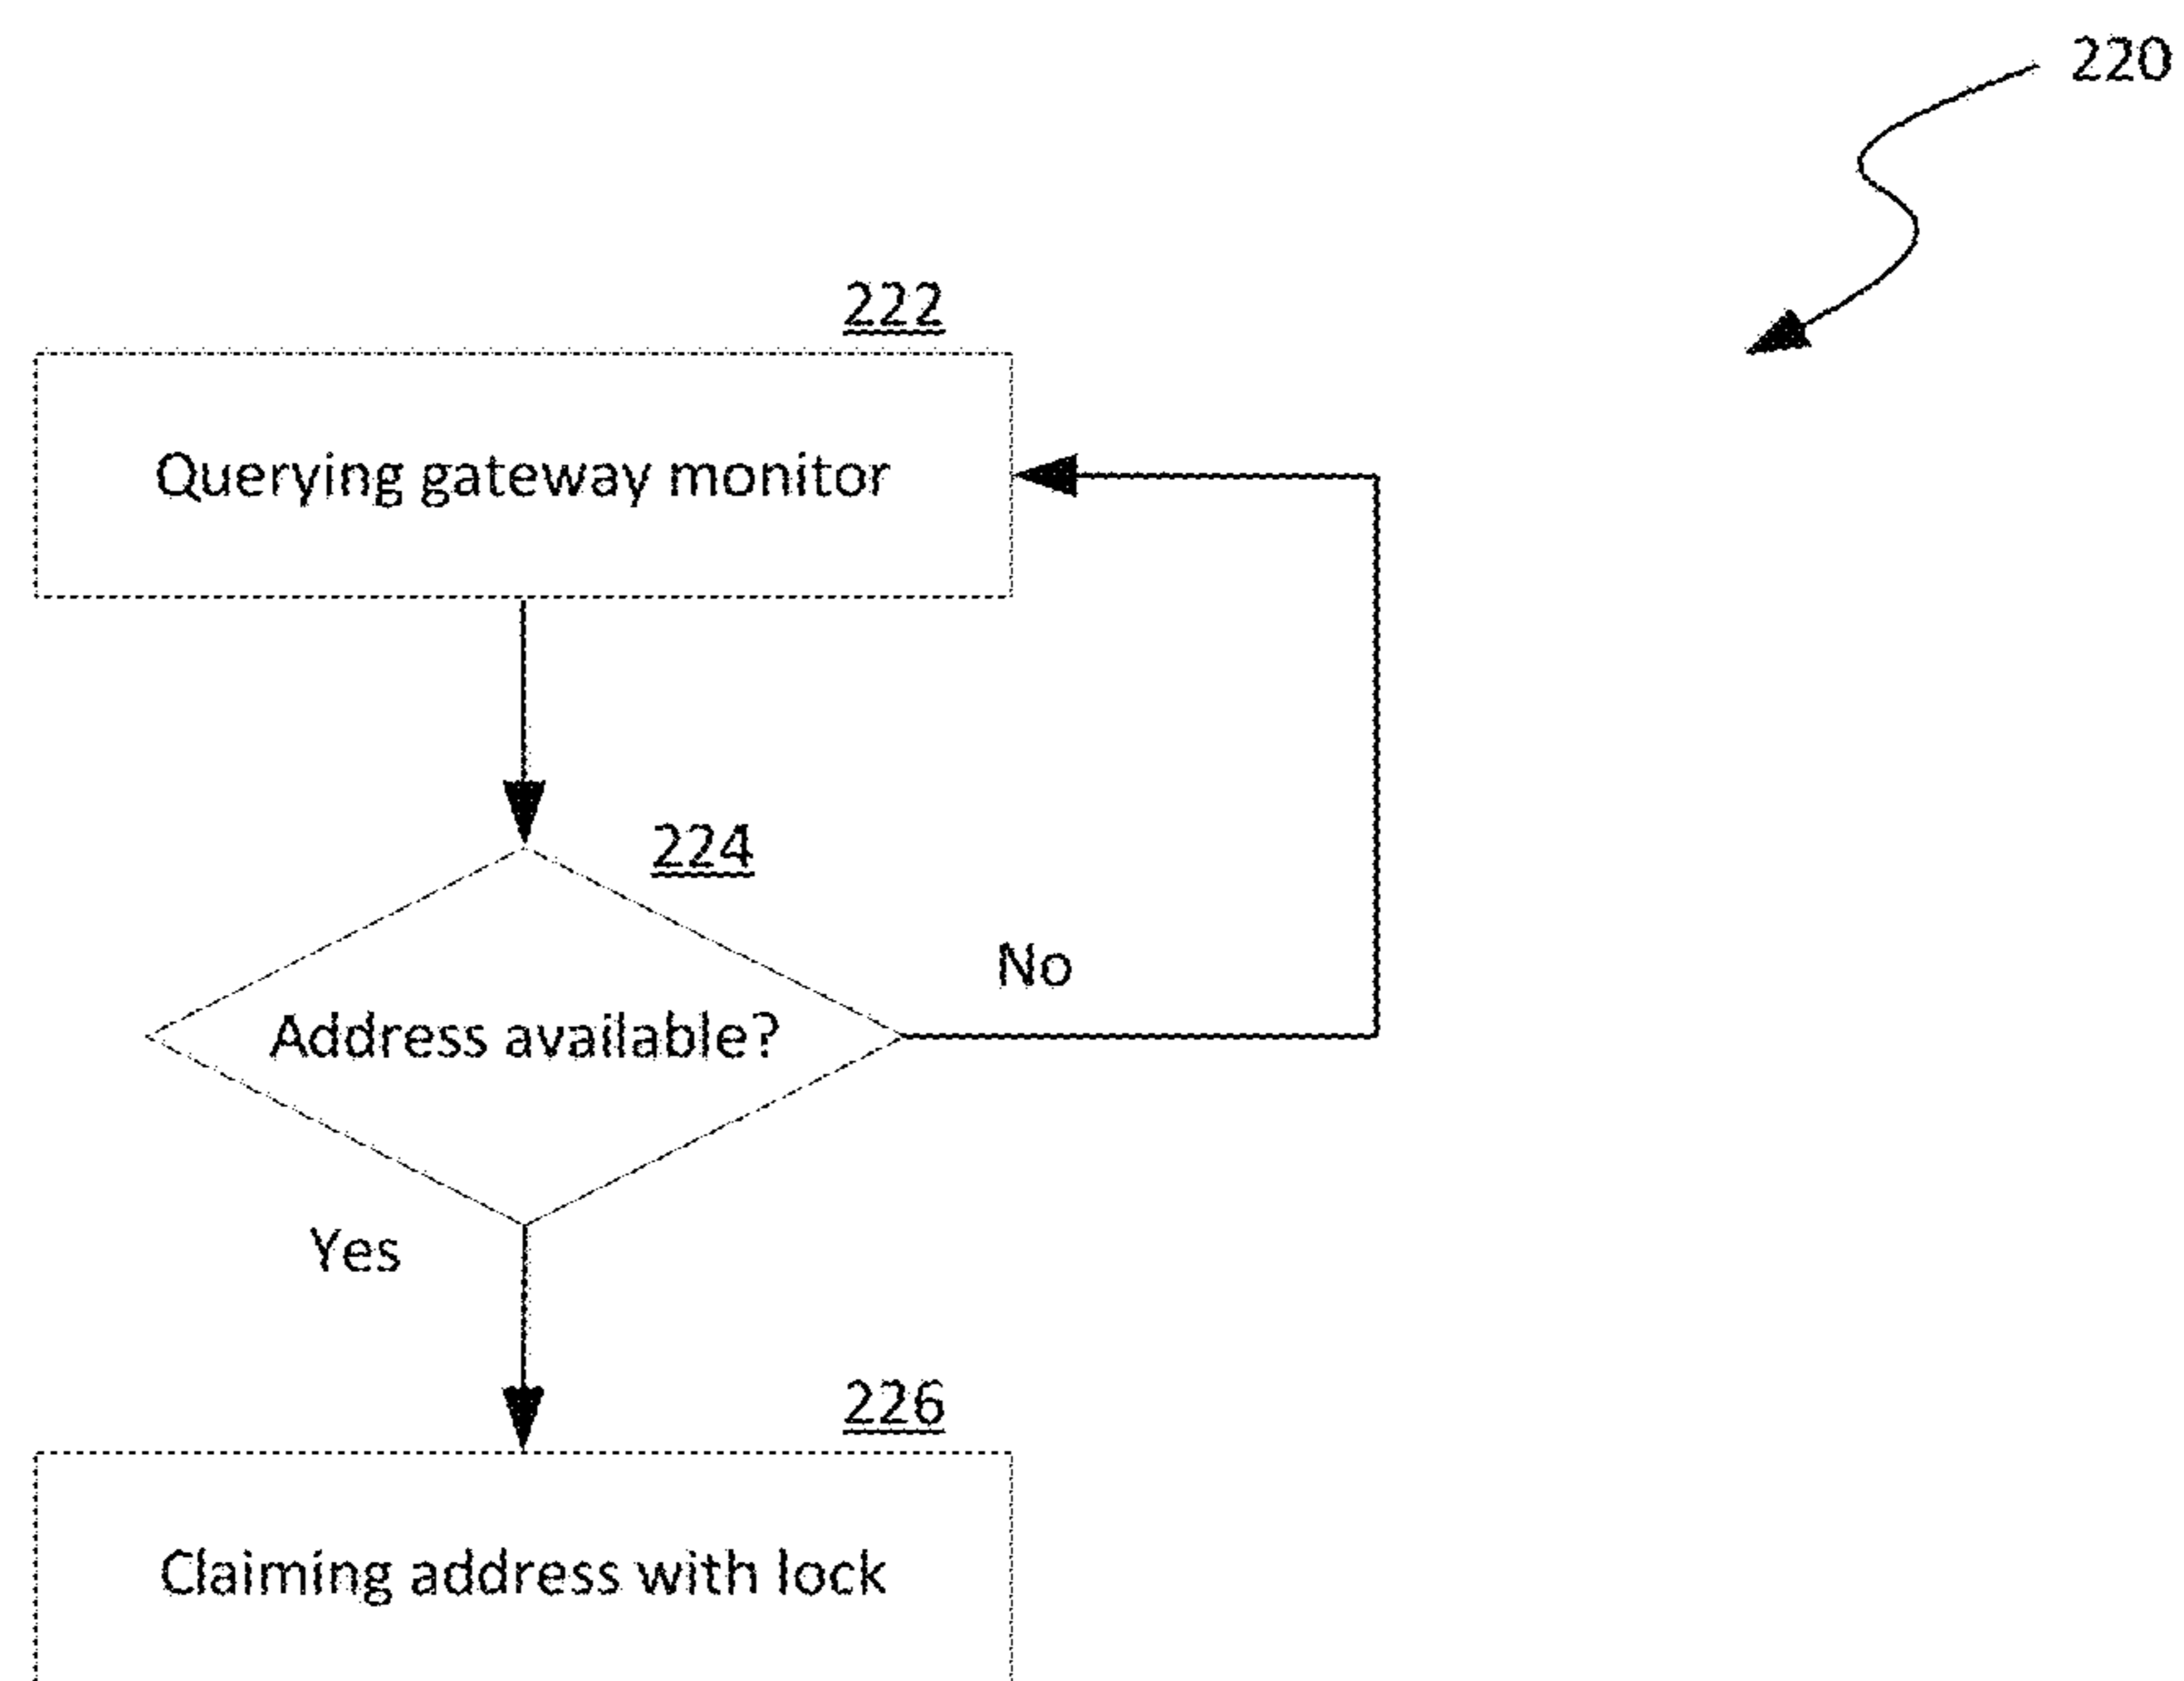 220
222
Querying gateway monitor
224
No
Address available?
Yes
226
Claiming address with lock